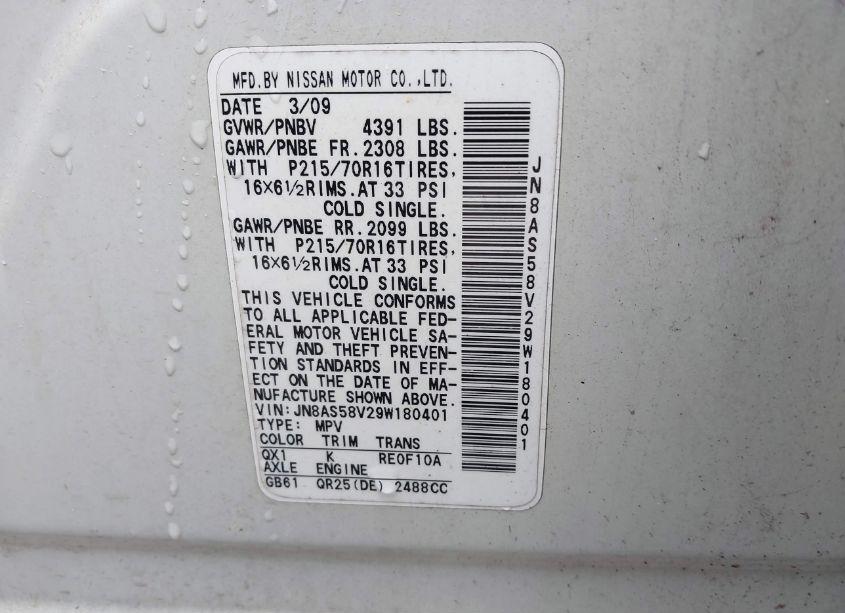 MFD.BY NISSAN MOTOR CO.,LTD.
DATE 3/09
GVWR/PNBV 4391 LBS.
GAWR/PNBE FR.2308 LBS.
WITH P215/70R16TIRES,
16×6½RIMS.AT 33 PSI
COLD SINGLE.
GAWR/PNBE RR.2099 LBS.
WITH P215/70R16TIRES,
16×6½RIMS.AT 33 PSI
COLD SINGLE.
THIS VEHICLE CONFORMS
TO ALL APPLICABLE FED-
ERAL MOTOR VEHICLE SA-
FETY AND THEFT PREVEN-
TION STANDARDS IN EFF-
ECT ON THE DATE OF MA-
NUFACTURE SHOWN ABOVE.
VIN:JN8AS58V29W180401
TYPE: MPV
COLOR TRIM TRANS
QX1 K RE0F10A
AXLE ENGINE
GB61 QR25(DE) 2488CC
JN8AS58V29W180401